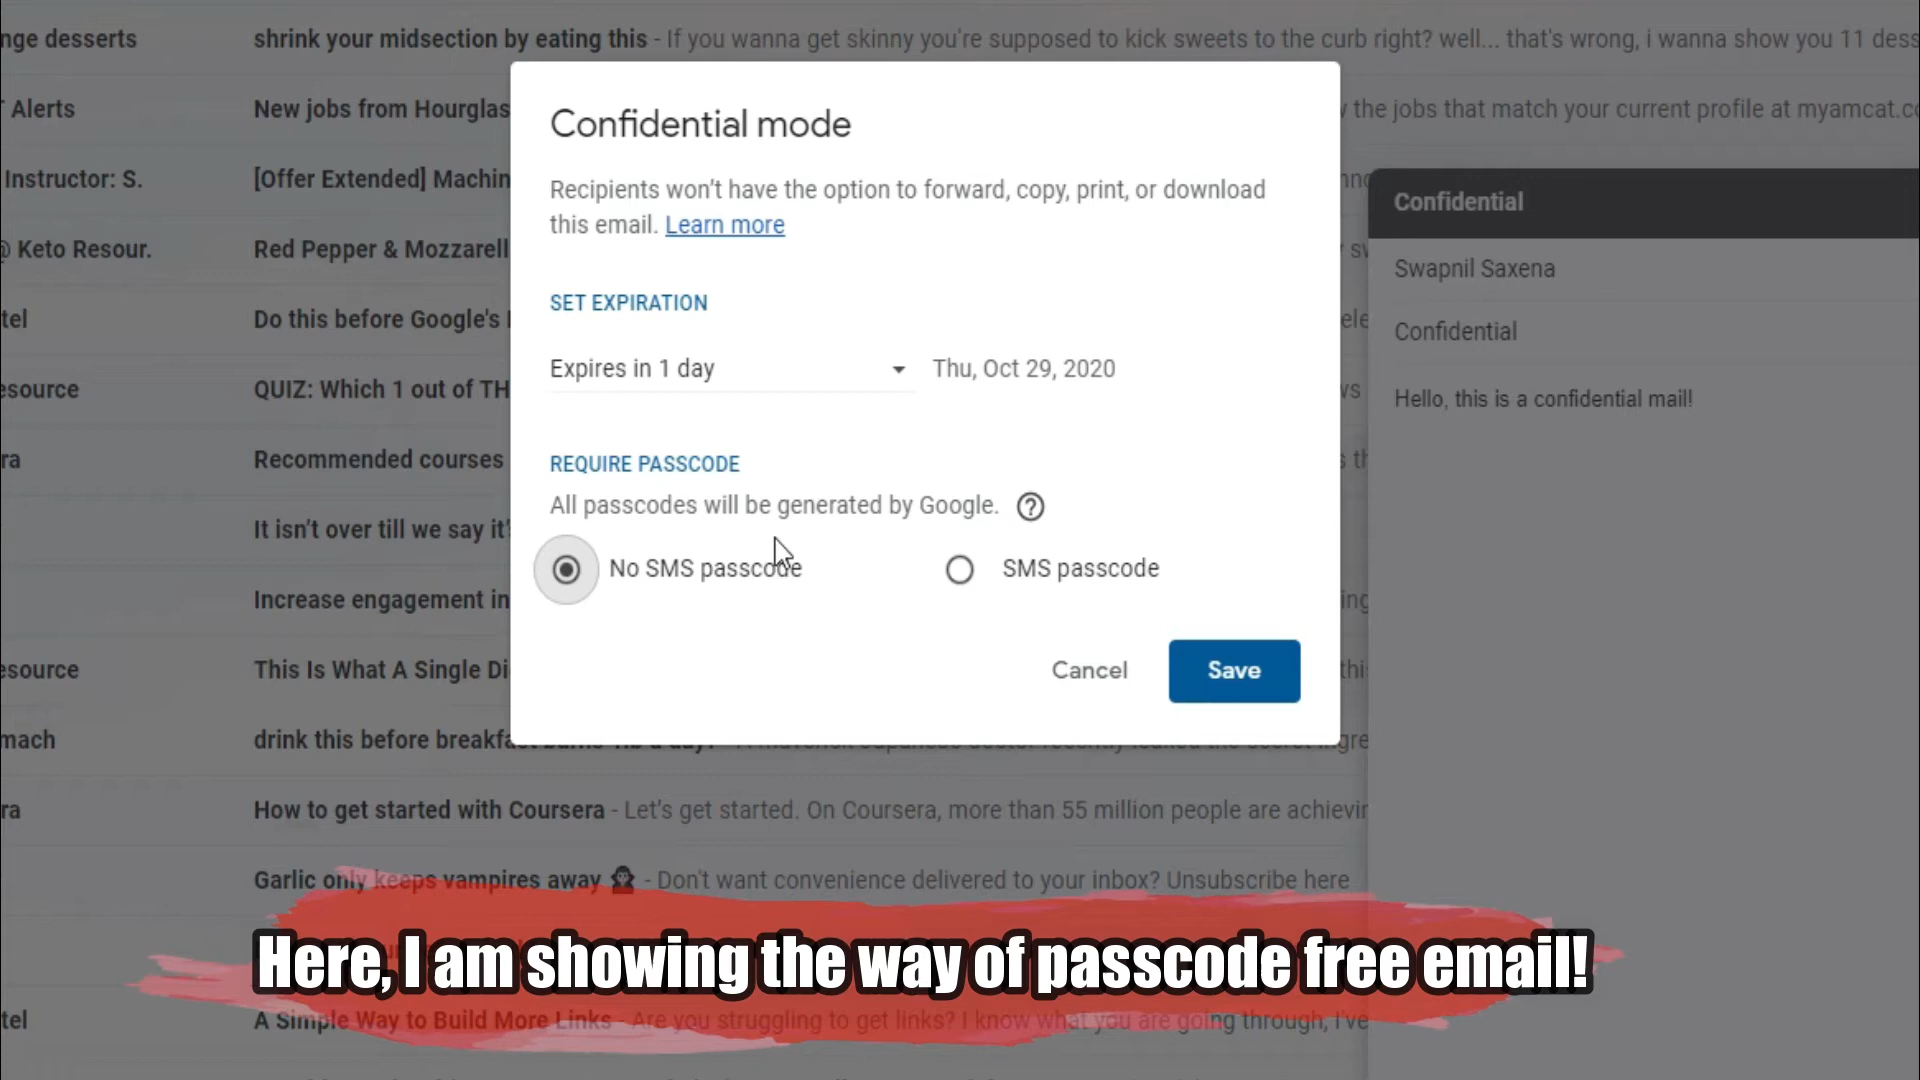 nge desserts
shrink your midsection by eating this - If you wanna get skinny you're supposed to kick sweets to the curb right? well... that's wrong, i wanna show you 11 dess
Alerts
New jobs from Hourglas
the jobs that match your current profile at myamcat.co
Instructor: S.
[Offer Extended] Machin
@ Keto Resour.
Red Pepper & Mozzarell
tel
Do this before Google's
esource
QUIZ: Which 1 out of TH
ra
Recommended courses
It isn't over till we say it'
Increase engagement in
esource
This Is What A Single Di
mach
drink this before breakfa
ra
How to get started with Coursera - Let's get started. On Coursera, more than 55 million people are achievin
Garlic only keeps vampires away - Don't want convenience delivered to your inbox? Unsubscribe here
tel
A Simple Way to Build More Links - Are you struggling to get links? I know what you are going through, I've
Confidential mode
Recipients won't have the option to forward, copy, print, or download
this email. Learn more
SET EXPIRATION
Expires in 1 day
Thu, Oct 29, 2020
REQUIRE PASSCODE
All passcodes will be generated by Google.
No SMS passcode
SMS passcode
Cancel
Save
Confidential
Swapnil Saxena
Confidential
Hello, this is a confidential mail!
Here, I am showing the way of passcode free email!